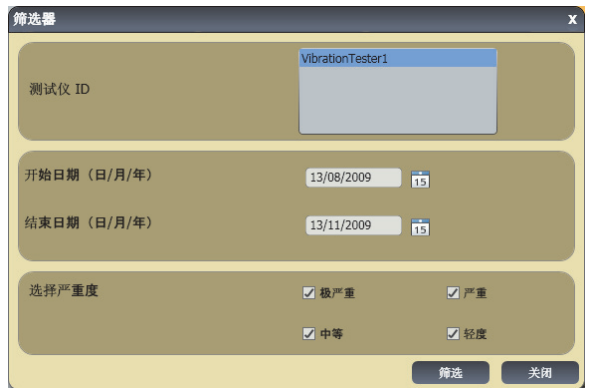 筛选器 x
测试仪 ID
VibrationTester1
开始日期（日/月/年）
13/08/2009
15
结束日期（日/月/年）
13/11/2009
15
选择严重度
极严重
严重
中等
轻度
筛选
关闭